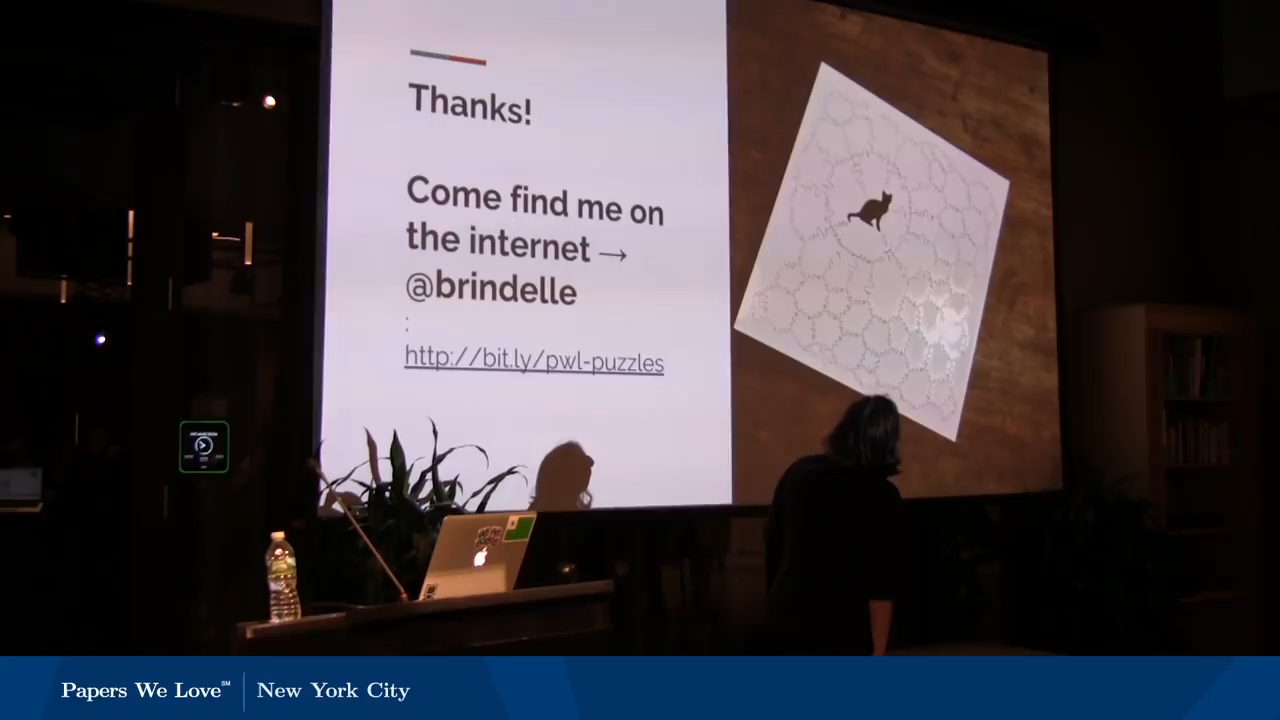 Thanks!
Come find me on
the internet →
@brindelle
:
http://bit.ly/pwl-puzzles
Papers We Love℠ | New York City